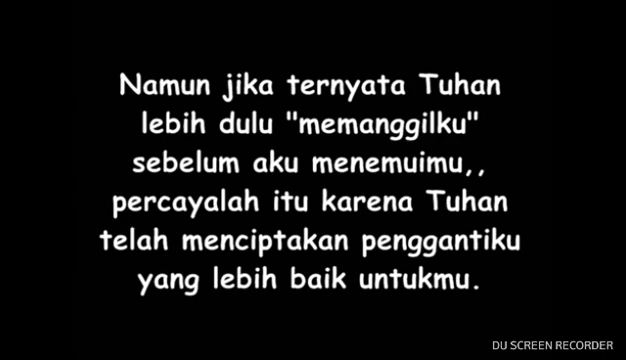 Namun jika ternyata Tuhan
lebih dulu "memanggilku"
sebelum aku menemuimu,,
percayalah itu karena Tuhan
telah menciptakan penggantiku
yang lebih baik untukmu.
DU SCREEN RECORDER